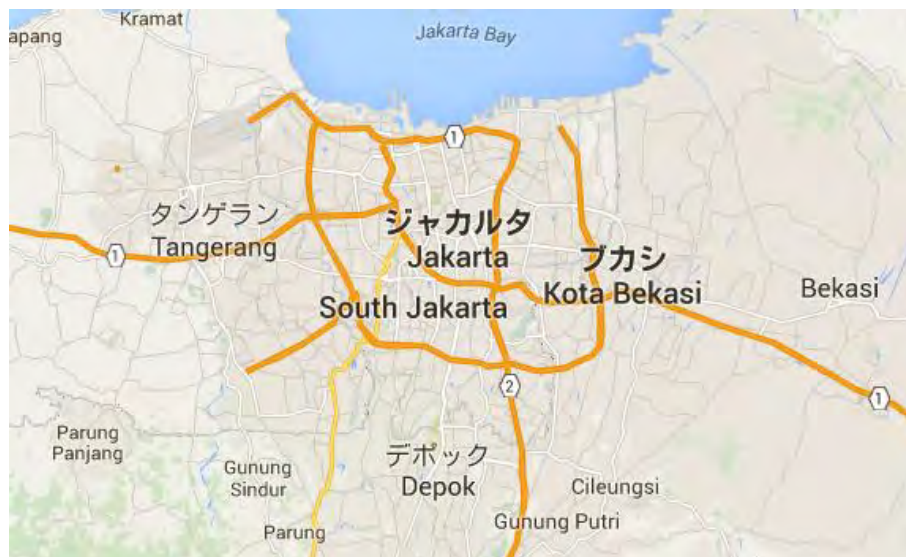 Kramat
apang
Jakarta Bay
1
タンゲラン
Tangerang
ジャカルタ
Jakarta
ブカシ
Kota Bekasi
Bekasi
1
South Jakarta
2
1
Parung
Panjang
デポック
Depok
Gunung
Sindur
Cileungsi
Parung
Gunung Putri